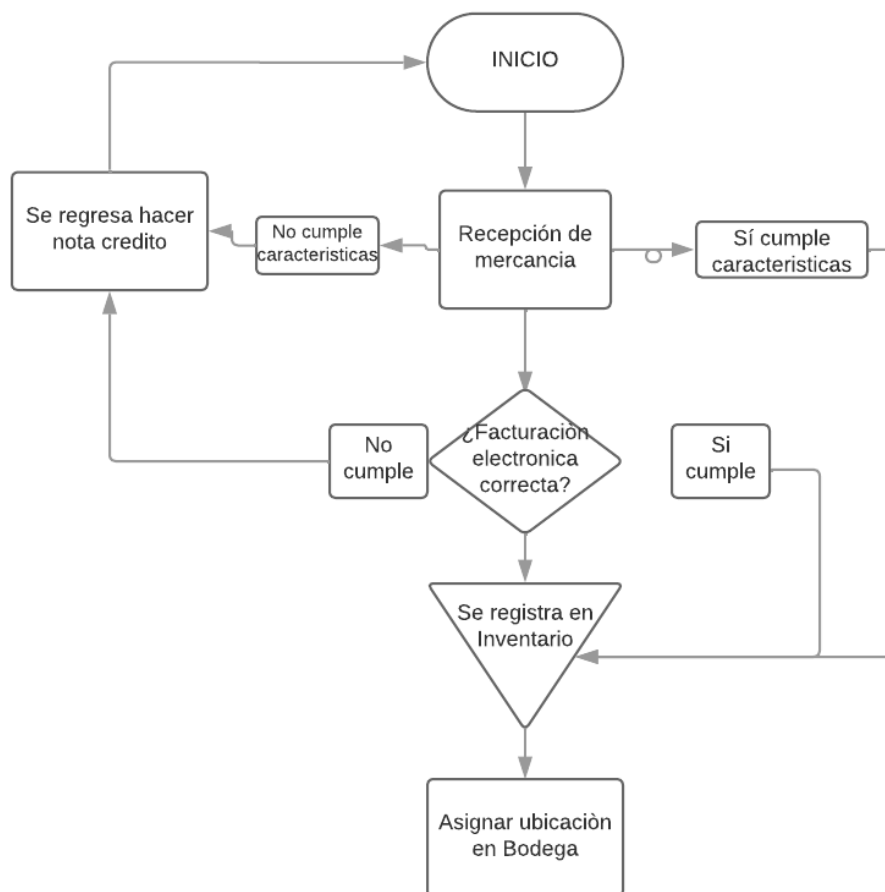 INICIO
Se regresa hacer
nota credito
No cumple
caracteristicas
Recepción de
mercancia
Sí cumple
caracteristicas
No
cumple
¿Facturaciòn
electronica
correcta?
Si
cumple
Se registra en
Inventario
Asignar ubicaciòn
en Bodega